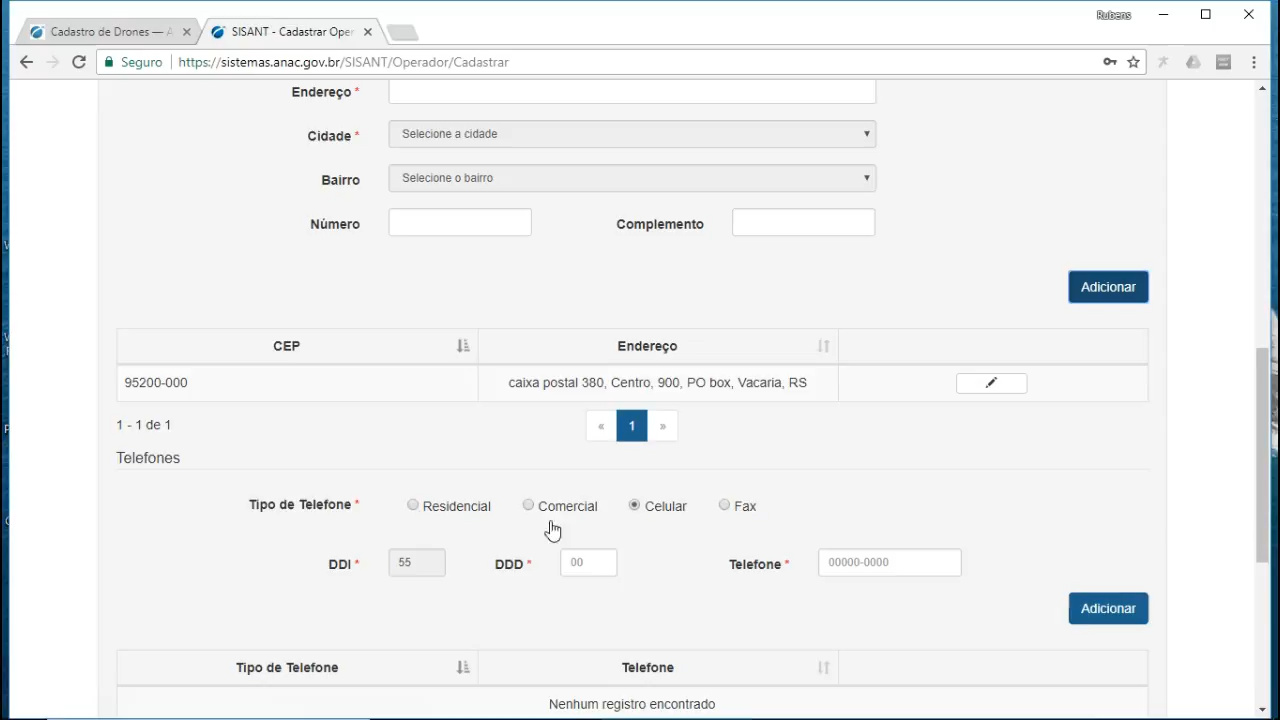 Rubens
Cadastro de Drones — A
SISANT - Cadastrar Oper
Seguro
https://sistemas.anac.gov.br/SISANT/Operador/Cadastrar
Endereço *
Cidade * Selecione a cidade
Bairro Selecione o bairro
Número Complemento
Adicionar
CEP Endereço
95200-000 caixa postal 380, Centro, 900, PO box, Vacaria, RS
1 - 1 de 1 « 1 »
Telefones
Tipo de Telefone * Residencial Comercial Celular Fax
DDI * 55 DDD * 00 Telefone * 00000-0000
Adicionar
Tipo de Telefone Telefone
Nenhum registro encontrado